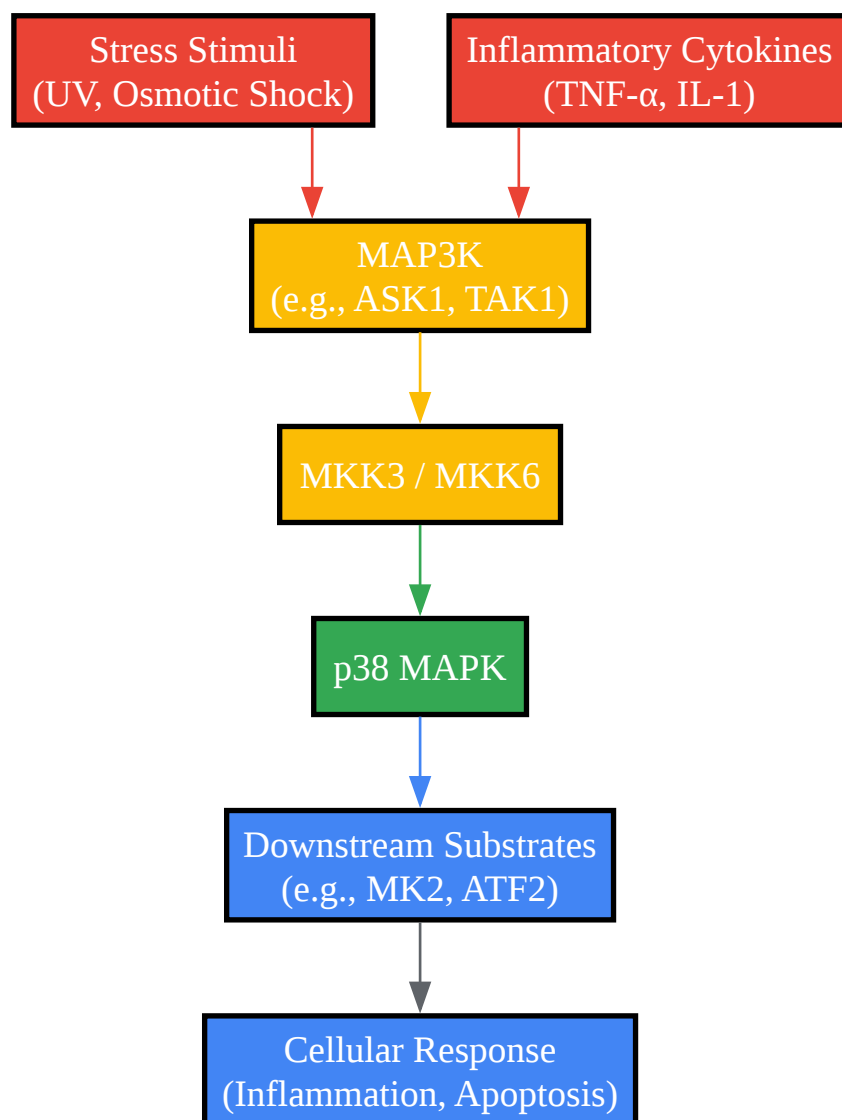 Stress Stimuli
(UV, Osmotic Shock)
Inflammatory Cytokines
(TNF-α, IL-1)
MAP3K
(e.g., ASK1, TAK1)
MKK3 / MKK6
p38 MAPK
Downstream Substrates
(e.g., MK2, ATF2)
Cellular Response
(Inflammation, Apoptosis)